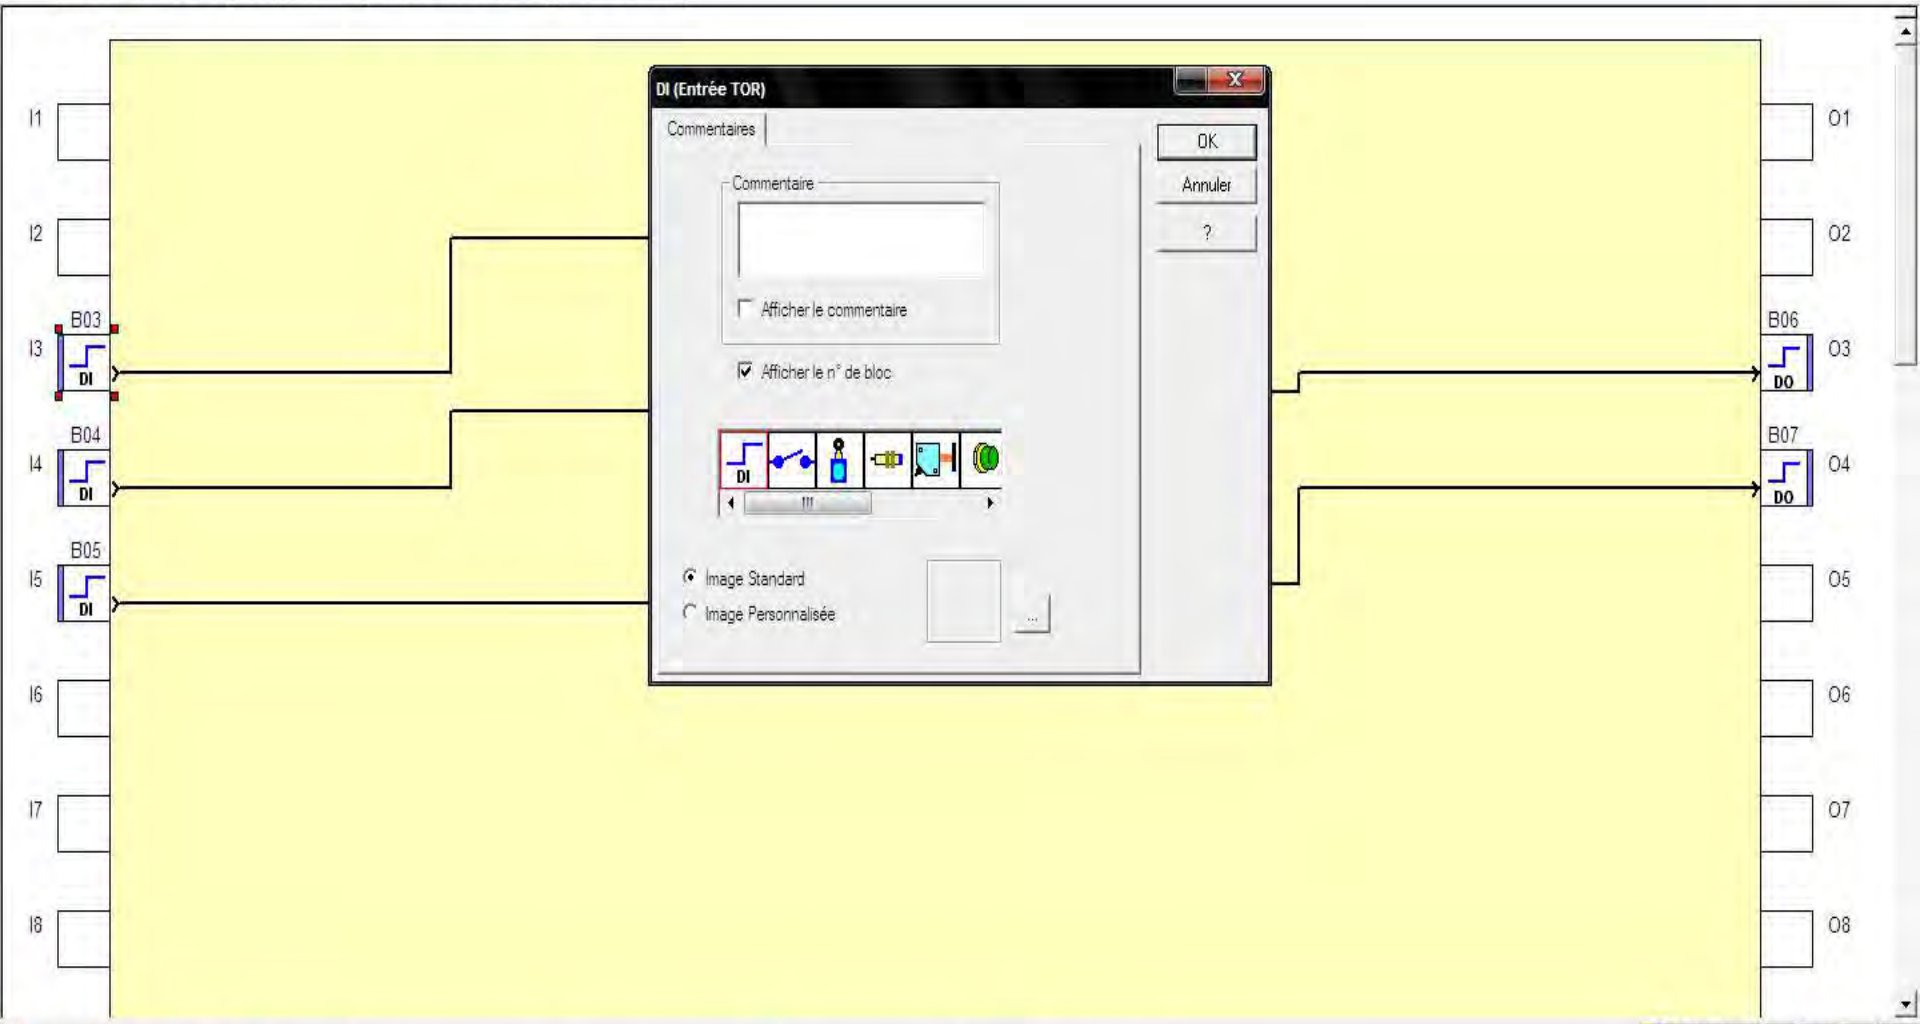 DI (Entrée TOR)
X
Commentaires
OK
Commentaire
Annuler
?
Afficher le commentaire
Afficher le n° de bloc
DI
Image Standard
Image Personnalisée
...
I1
I2
B03
I3
DI
B04
I4
DI
B05
I5
DI
I6
I7
I8
O1
O2
B06
O3
DO
B07
O4
DO
O5
O6
O7
O8